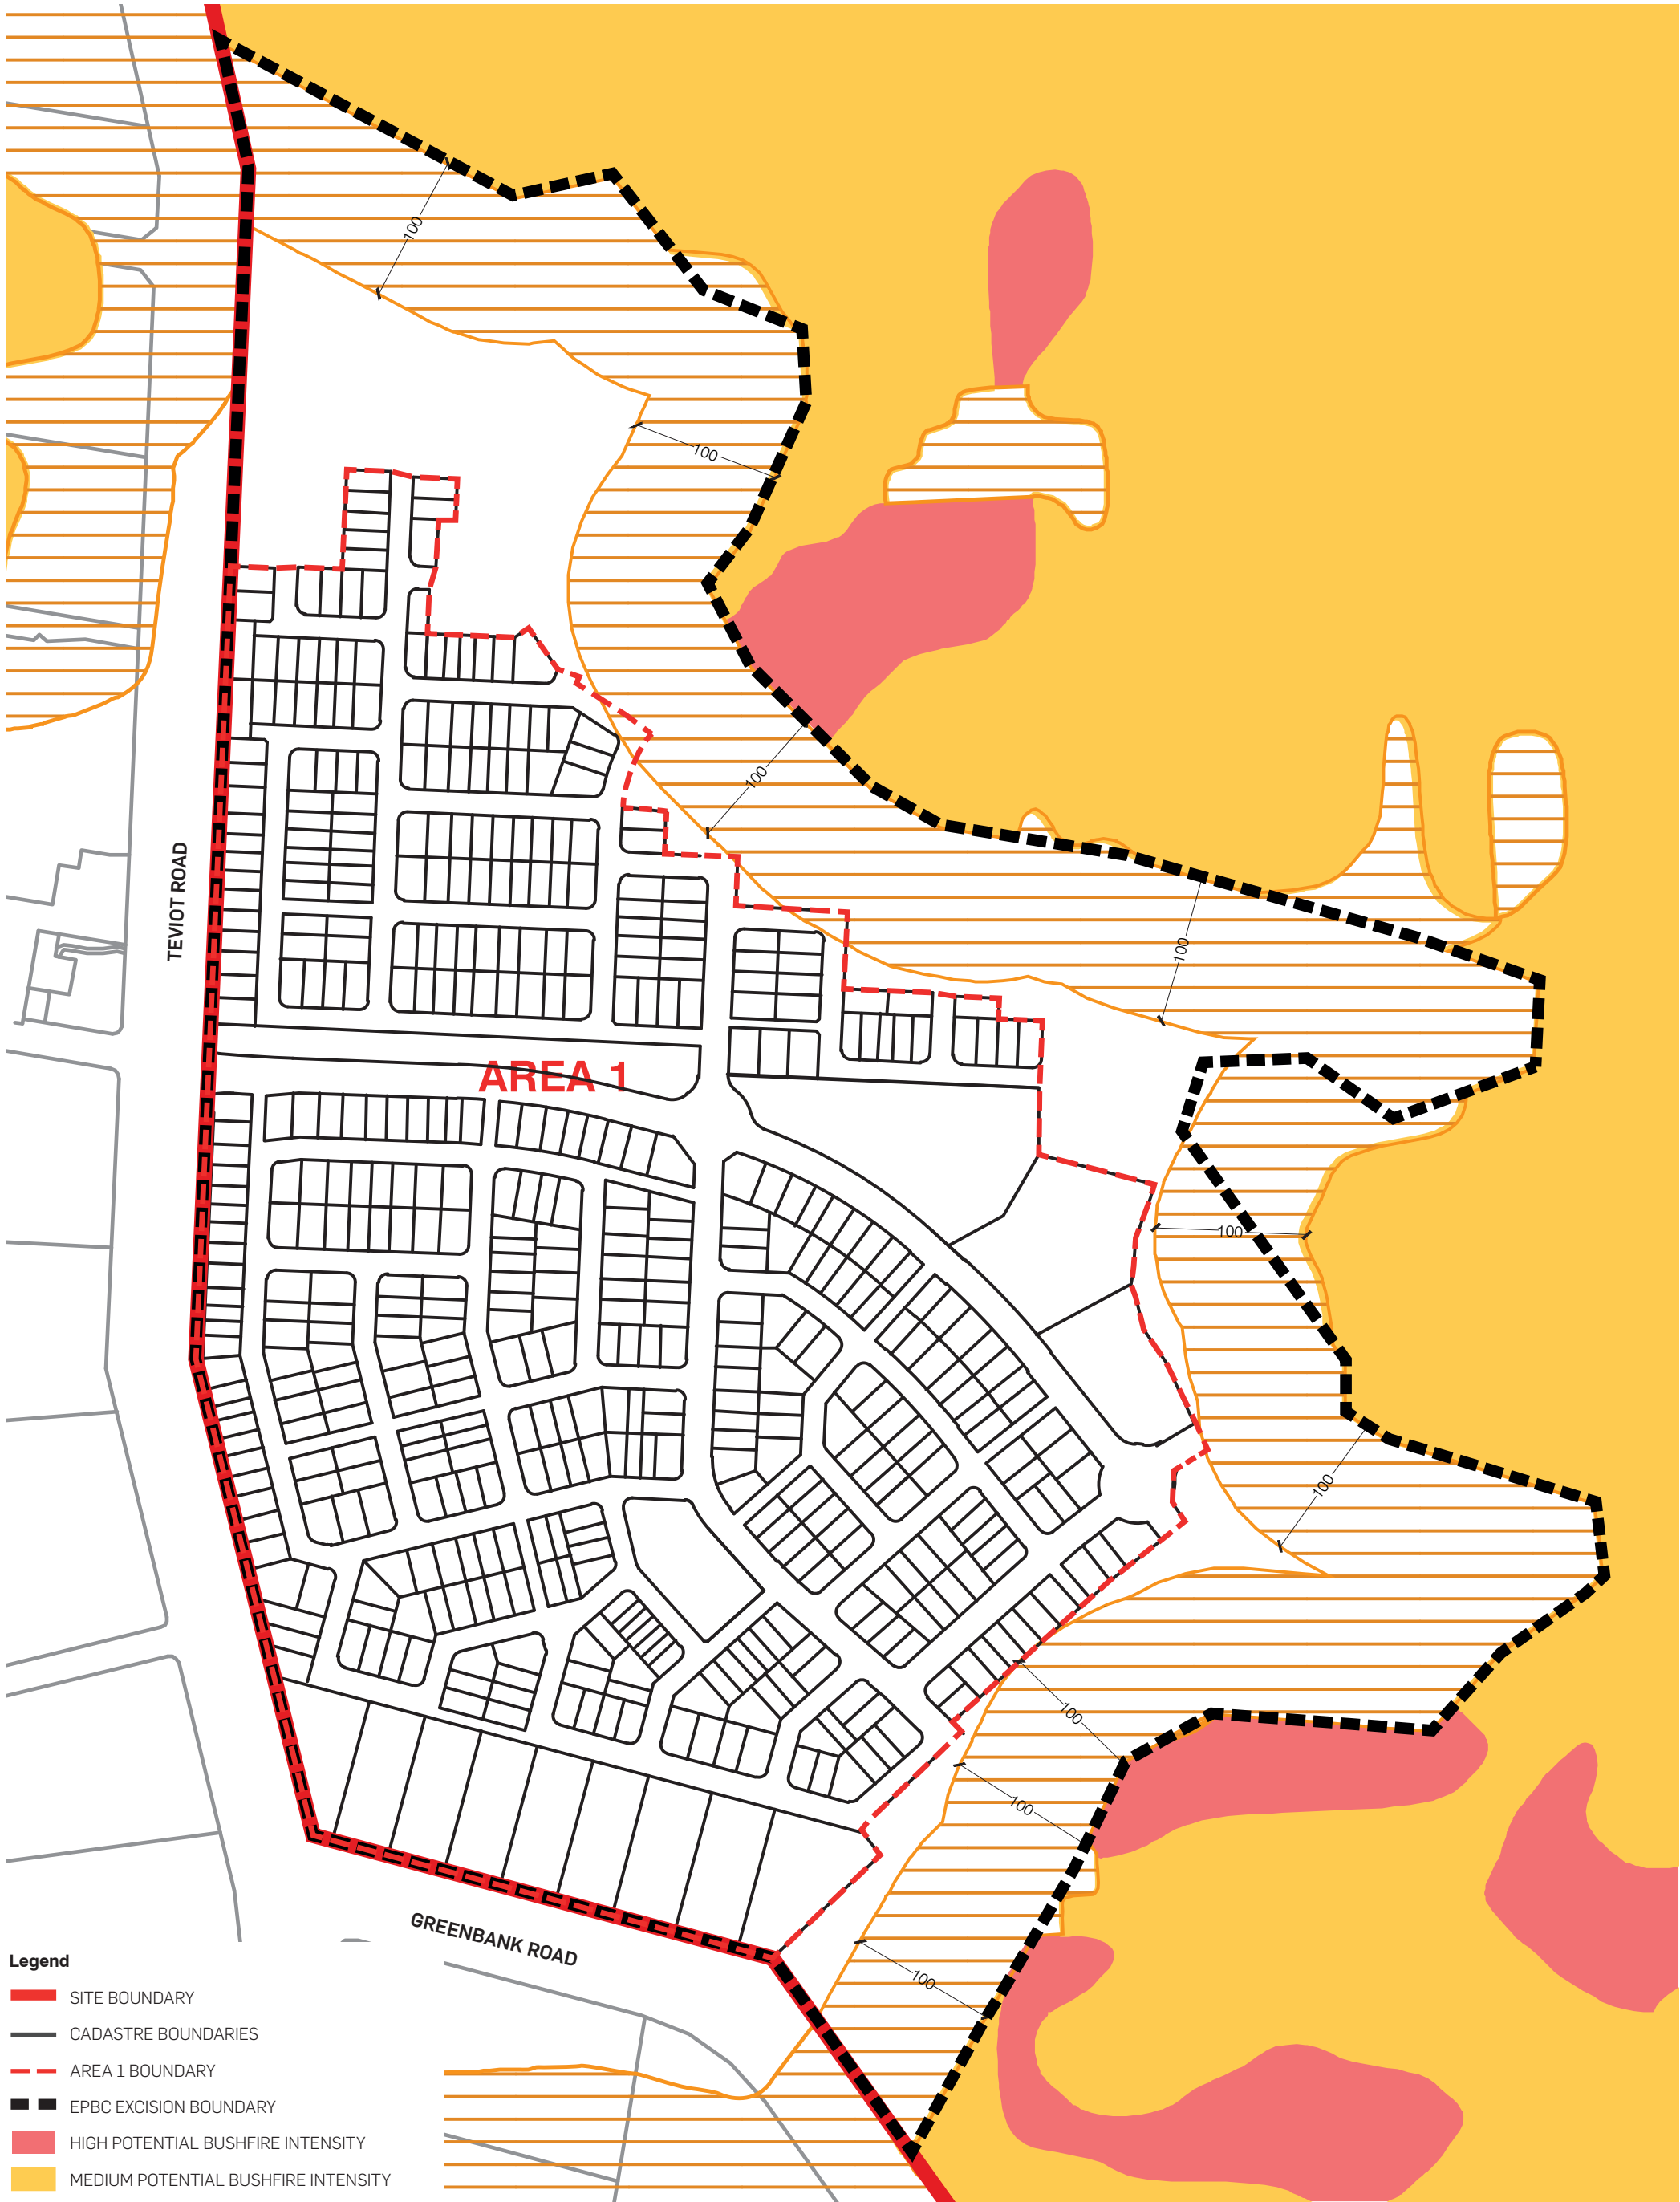 100
100
100
TEVIOT ROAD
100
AREA 1
100
100
100
100
GREENBANK ROAD
100
Legend
SITE BOUNDARY
CADASTRE BOUNDARIES
AREA 1 BOUNDARY
EPBC EXCISION BOUNDARY
HIGH POTENTIAL BUSHFIRE INTENSITY
MEDIUM POTENTIAL BUSHFIRE INTENSITY